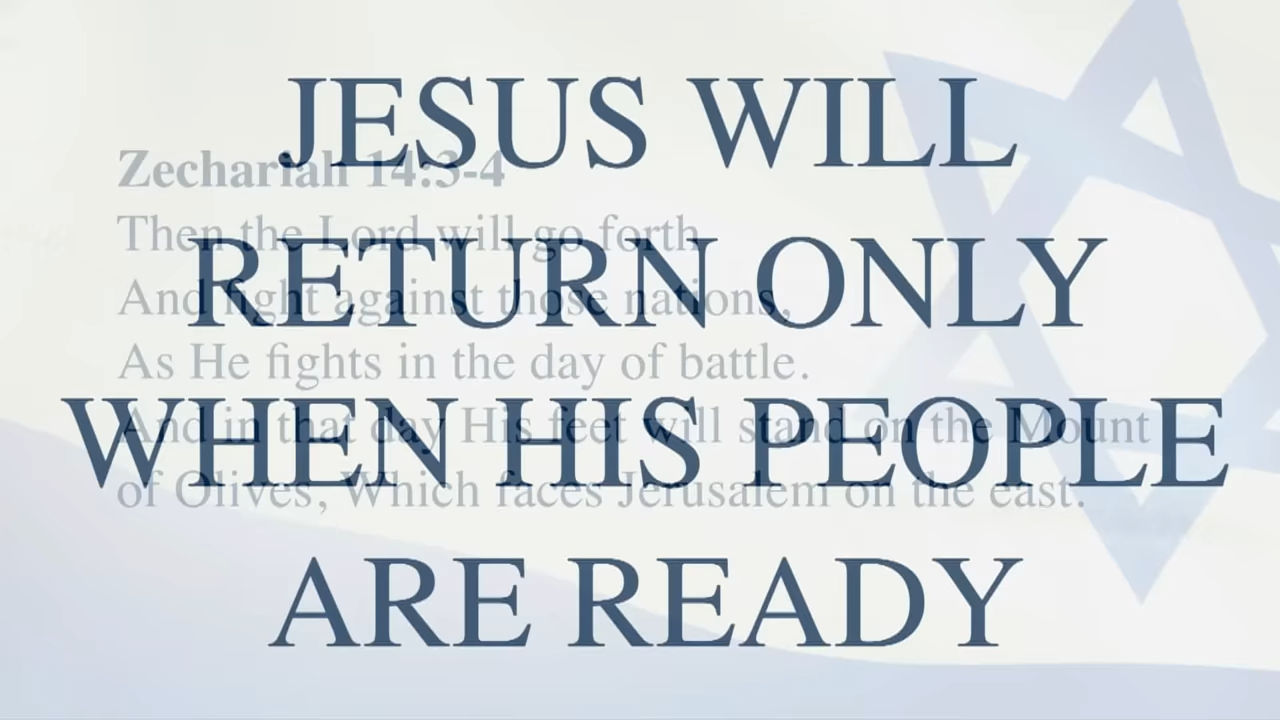 JESUS WILL
RETURN ONLY
WHEN HIS PEOPLE
ARE READY
Zechariah 14:3-4
Then the Lord will go forth
And fight against those nations,
As He fights in the day of battle.
And in that day His feet will stand on the Mount
of Olives, Which faces Jerusalem on the east.